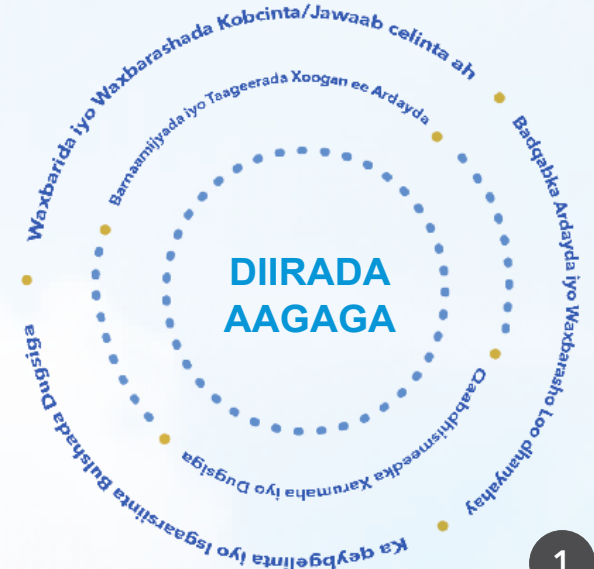 Waxbarida iyo Waxbarashada Kobcinta/Jawaab celinta ah
Badqabka Ardayda iyo Waxbarasho Loo dhanyahay
Ka qeybgelinta iyo Isgaarsiinta Bulshada Dugsiga
Barnaamijyada iyo Taageerada Xoogan ee Ardayda
Qaabdhismeedka Xarumaha iyo Dugsiga
DIIRADA
AAGAGA
1